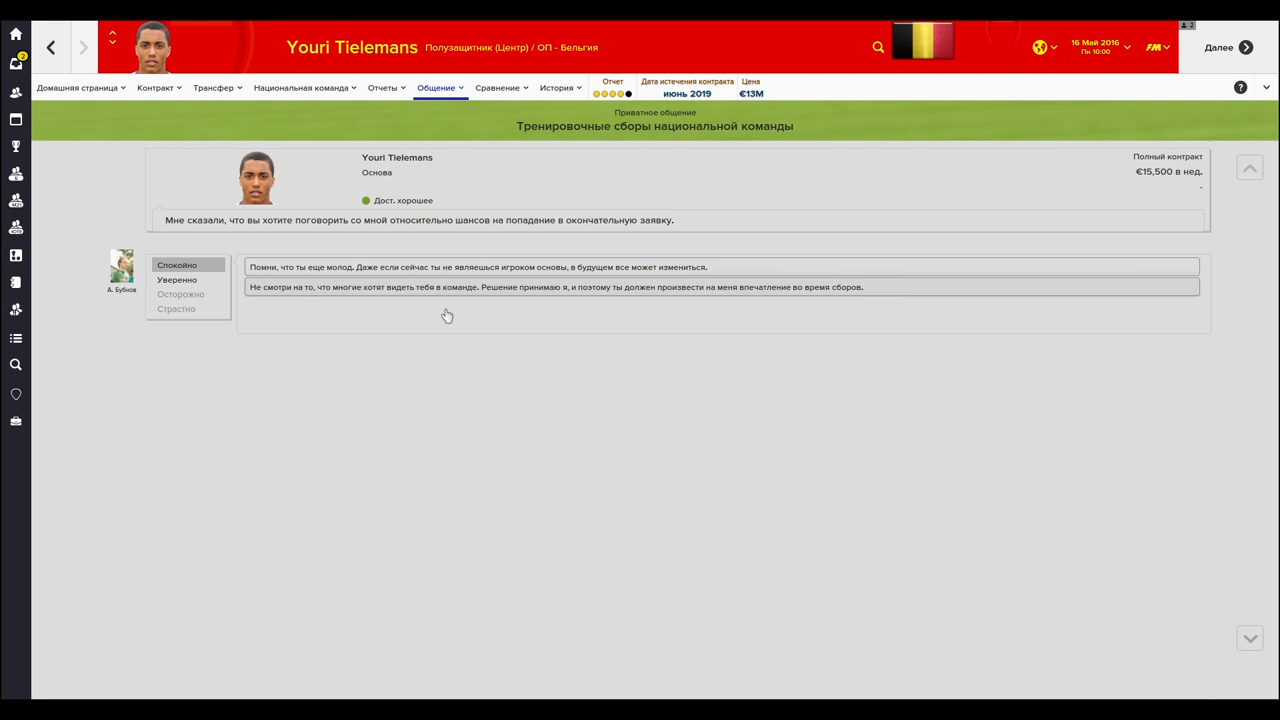 2
Youri Tielemans Полузащитник (Центр) / ОП - Бельгия
16 Май 2016
Пн 10:00
FM
Далее
2
Домашняя страница Контракт Трансфер Национальная команда Отчеты Общение Сравнение История
Отчет Дата истечения контракта Цена
июнь 2019 €13M
?
Приватное общение
Тренировочные сборы национальной команды
Youri Tielemans
Основа
Дост. хорошее
Полный контракт
€15,500 в нед.
-
Мне сказали, что вы хотите поговорить со мной относительно шансов на попадание в окончательную заявку.
А. Бубнов
Спокойно
Уверенно
Осторожно
Страстно
Помни, что ты еще молод. Даже если сейчас ты не являешься игроком основы, в будущем все может измениться.
Не смотри на то, что многие хотят видеть тебя в команде. Решение принимаю я, и поэтому ты должен произвести на меня впечатление во время сборов.